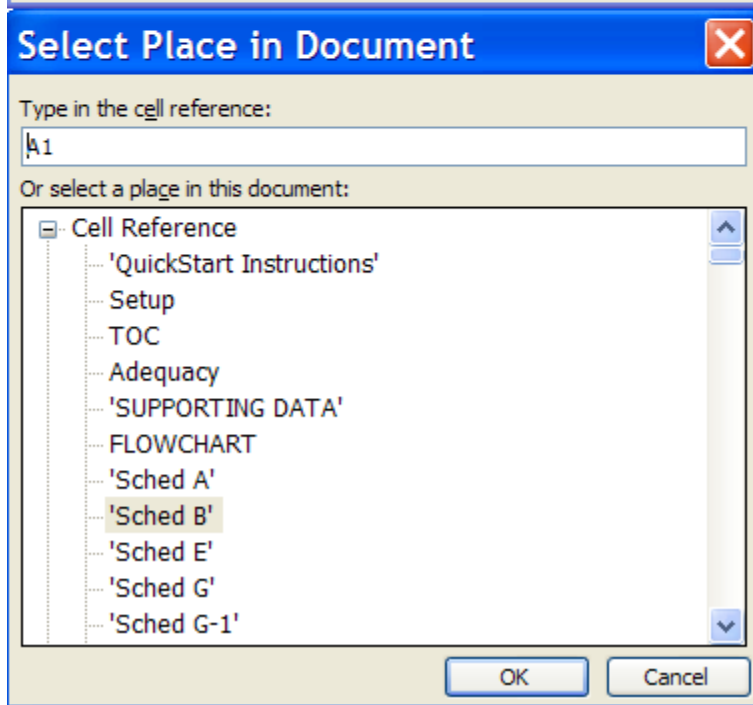 Select Place in Document
Type in the cell reference:
A1
Or select a place in this document:
Cell Reference
'QuickStart Instructions'
Setup
TOC
Adequacy
'SUPPORTING DATA'
FLOWCHART
'Sched A'
'Sched B'
'Sched E'
'Sched G'
'Sched G-1'
OK Cancel